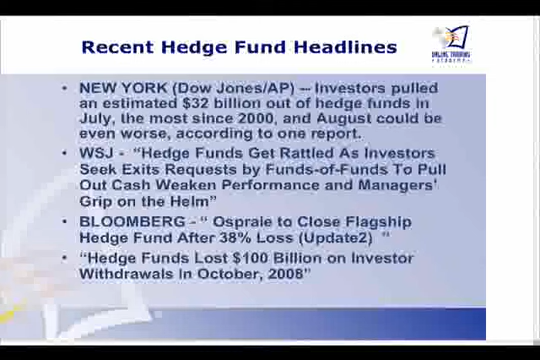 Recent Hedge Fund Headlines
ONLINE TRADING
ACADEMY
• NEW YORK (Dow Jones/AP) -- Investors pulled
an estimated $32 billion out of hedge funds in
July, the most since 2000, and August could be
even worse, according to one report.
• WSJ - “Hedge Funds Get Rattled As Investors
Seek Exits Requests by Funds-of-Funds To Pull
Out Cash Weaken Performance and Managers’
Grip on the Helm”
• BLOOMBERG - “ Ospraie to Close Flagship
Hedge Fund After 38% Loss (Update2) “
• “Hedge Funds Lost $100 Billion on Investor
Withdrawals In October, 2008”